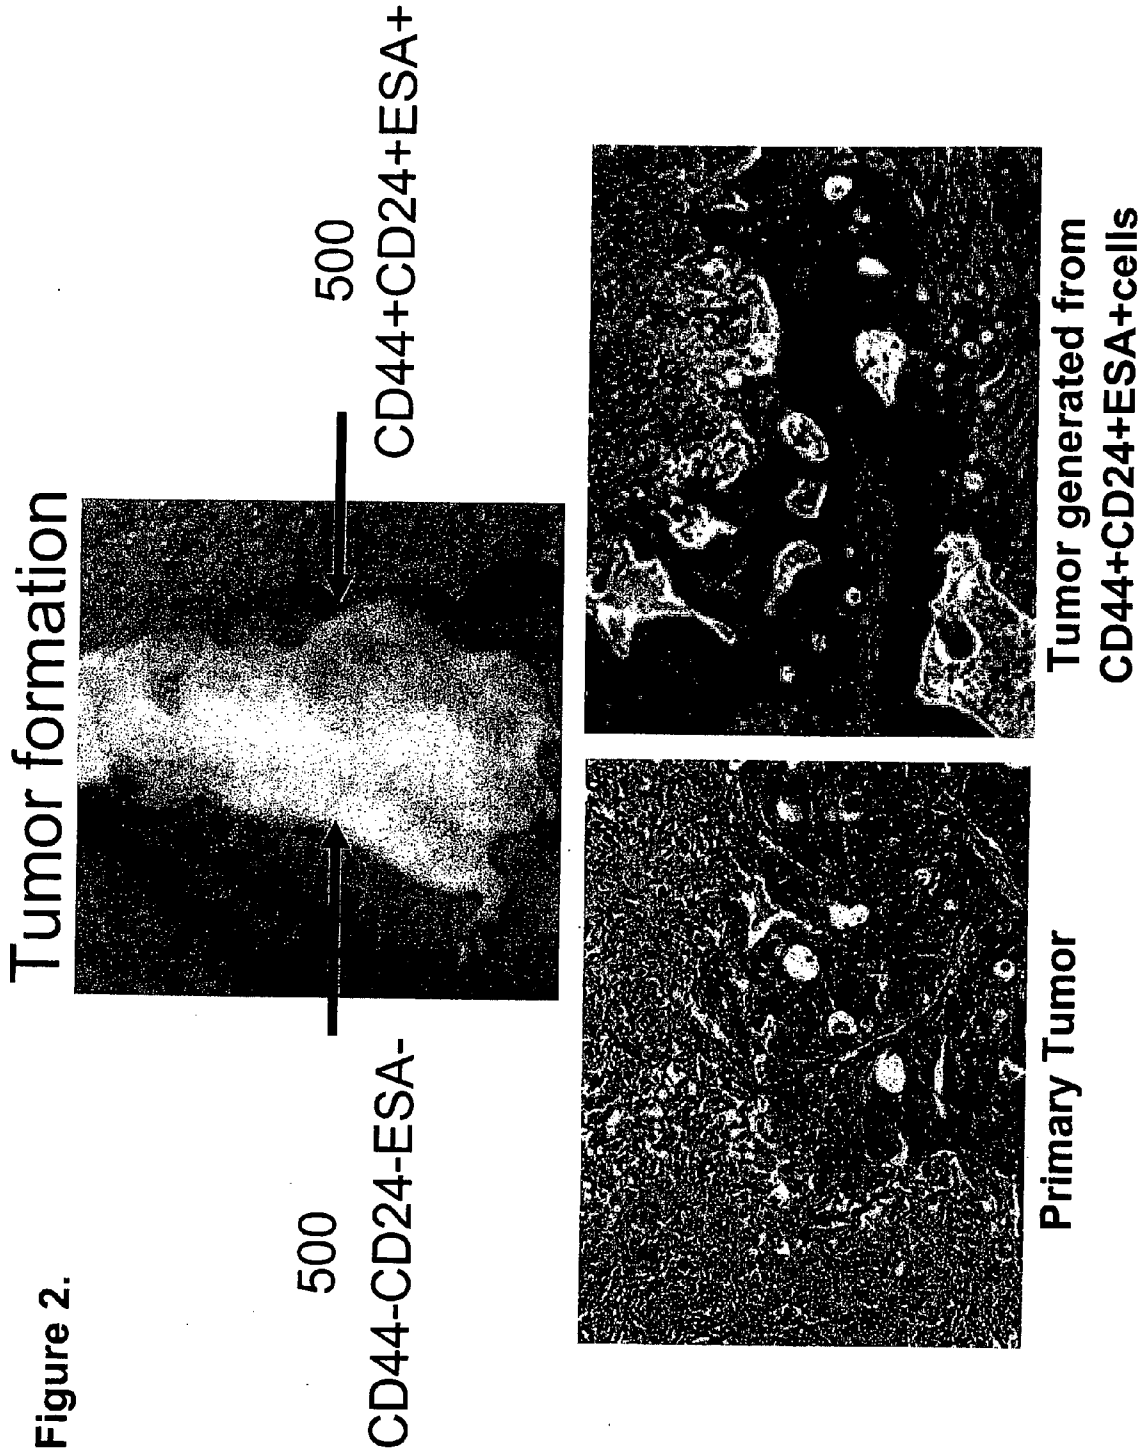 Figure 2.
Tumor formation
500
CD44-CD24-ESA-
500
CD44+CD24+ESA+
Primary Tumor
Tumor generated from
CD44+CD24+ESA+cells